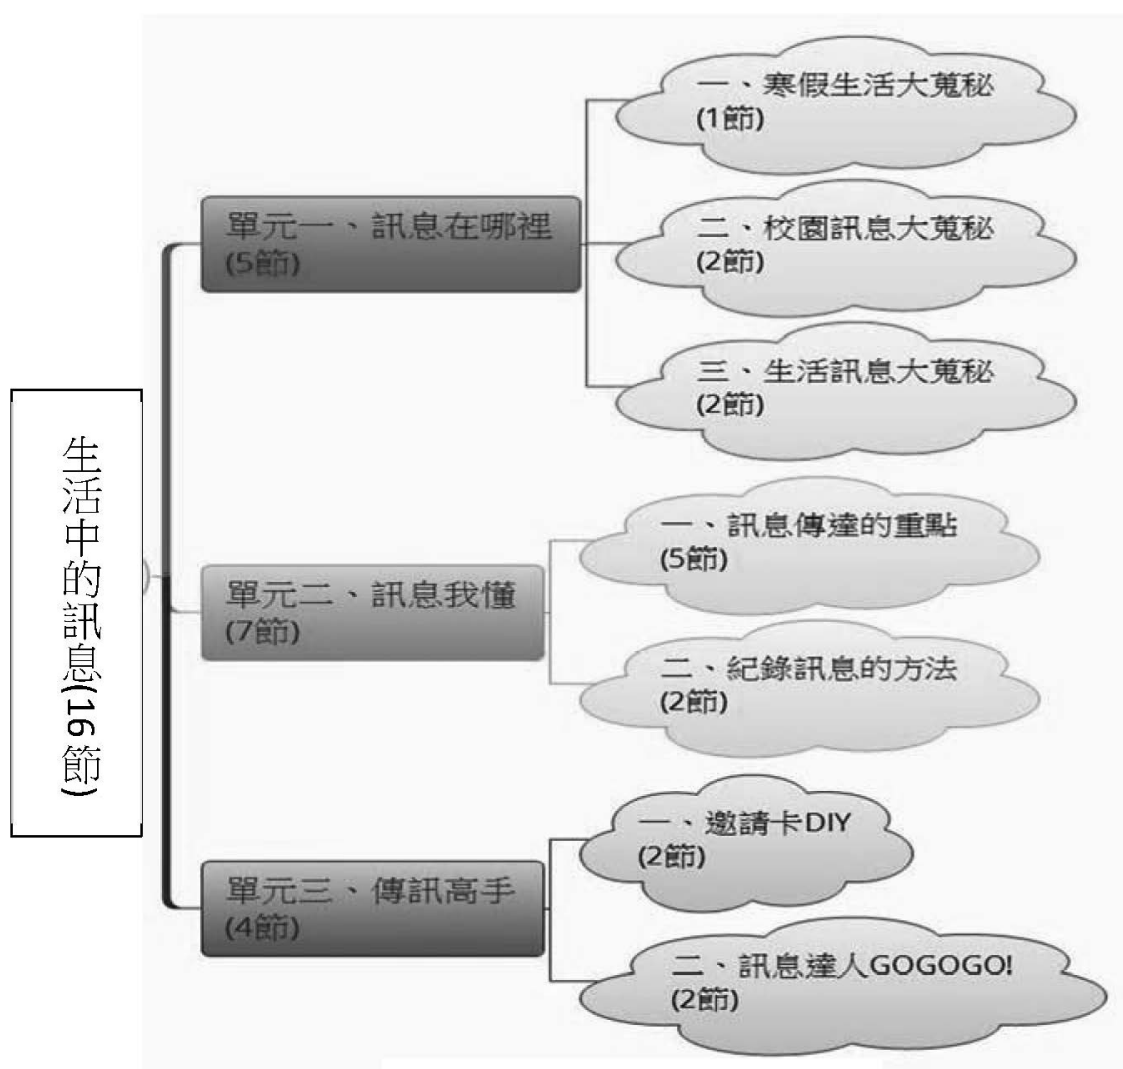 生活中的訊息(16節)
單元一、訊息在哪裡
(5節)
一、寒假生活大蒐秘
(1節)
二、校園訊息大蒐秘
(2節)
三、生活訊息大蒐秘
(2節)
單元二、訊息我懂
(7節)
一、訊息傳達的重點
(5節)
二、紀錄訊息的方法
(2節)
單元三、傳訊高手
(4節)
一、邀請卡DIY
(2節)
二、訊息達人GOGOGO!
(2節)